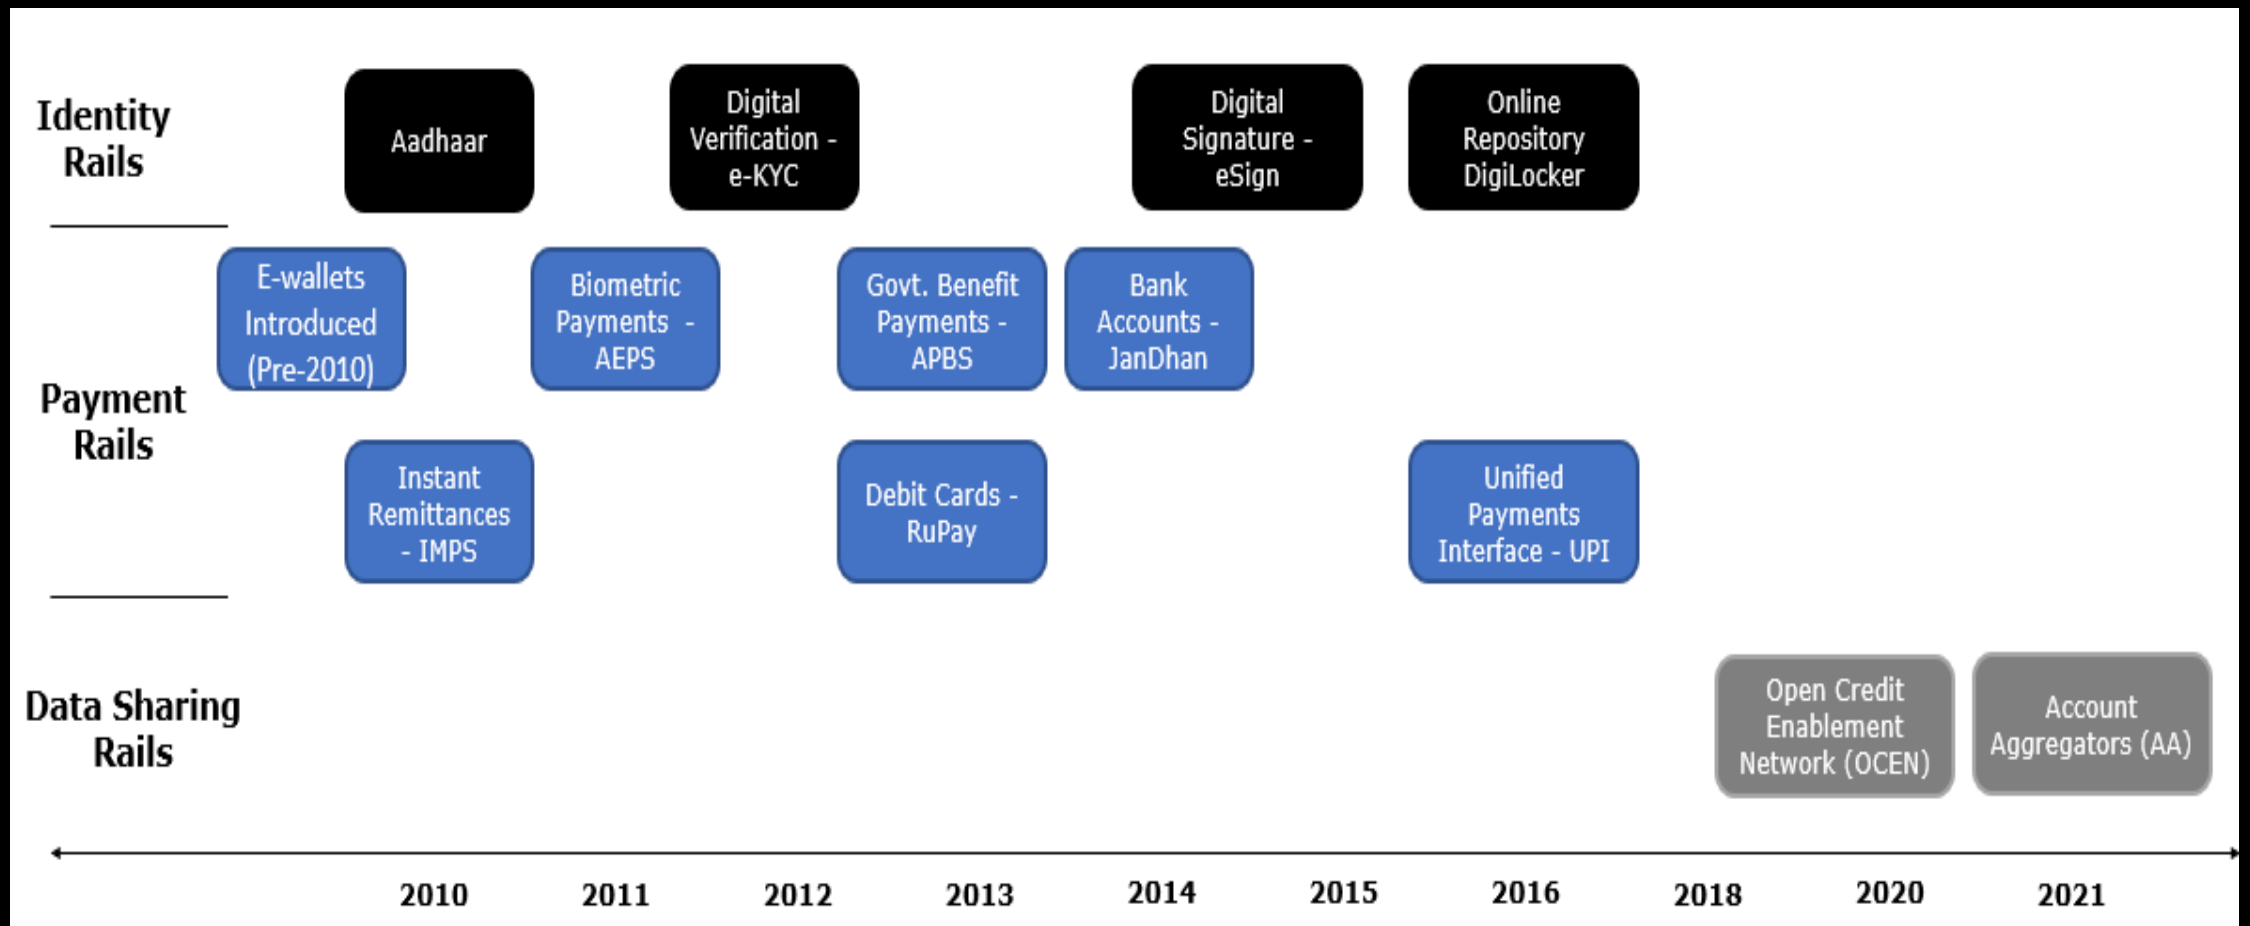 Identity
Rails
Aadhaar
Digital
Verification -
e-KYC
Digital
Signature -
eSign
Online
Repository
DigiLocker
Payment
Rails
E-wallets
Introduced
(Pre-2010)
Biometric
Payments -
AEPS
Govt. Benefit
Payments -
APBS
Bank
Accounts -
JanDhan
Instant
Remittances
- IMPS
Debit Cards -
RuPay
Unified
Payments
Interface - UPI
Data Sharing
Rails
Open Credit
Enablement
Network (OCEN)
Account
Aggregators (AA)
2010 2011 2012 2013 2014 2015 2016 2018 2020 2021